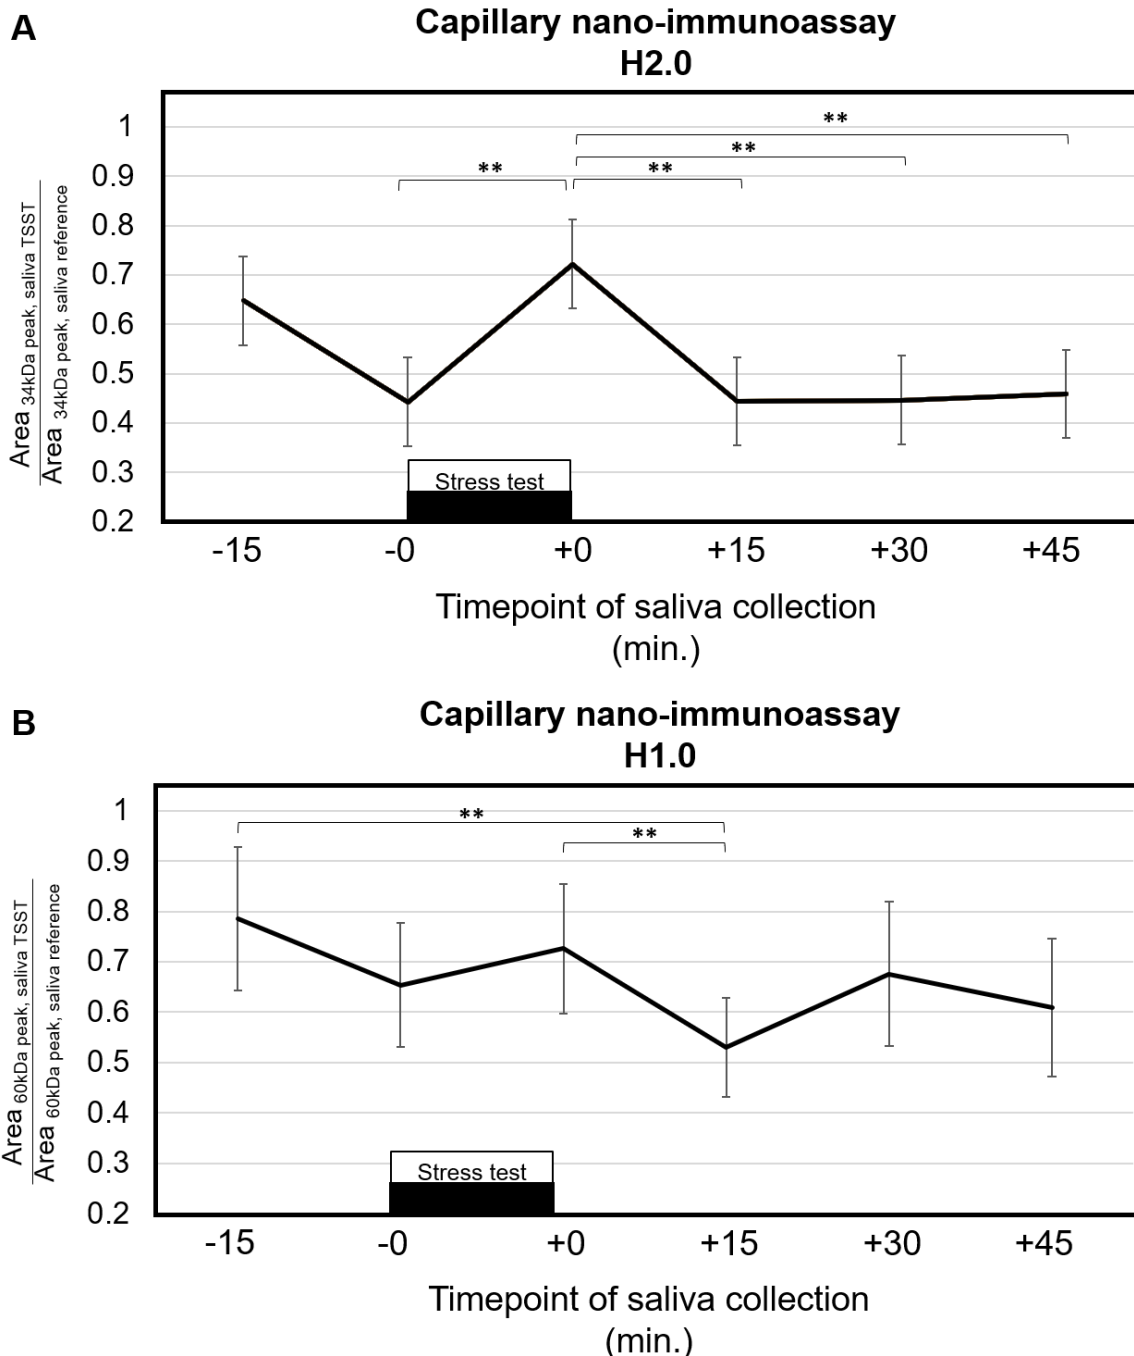 A
Capillary nano-immunoassay
H2.0
Area 34kDa peak, saliva TSST
Area 34kDa peak, saliva reference
1
0.9
0.8
0.7
0.6
0.5
0.4
0.3
0.2
**
**
**
**
Stress test
-15 -0 +0 +15 +30 +45
Timepoint of saliva collection
(min.)
B
Capillary nano-immunoassay
H1.0
Area 60kDa peak, saliva TSST
Area 60kDa peak, saliva reference
1
0.9
0.8
0.7
0.6
0.5
0.4
0.3
0.2
**
**
Stress test
-15 -0 +0 +15 +30 +45
Timepoint of saliva collection
(min.)